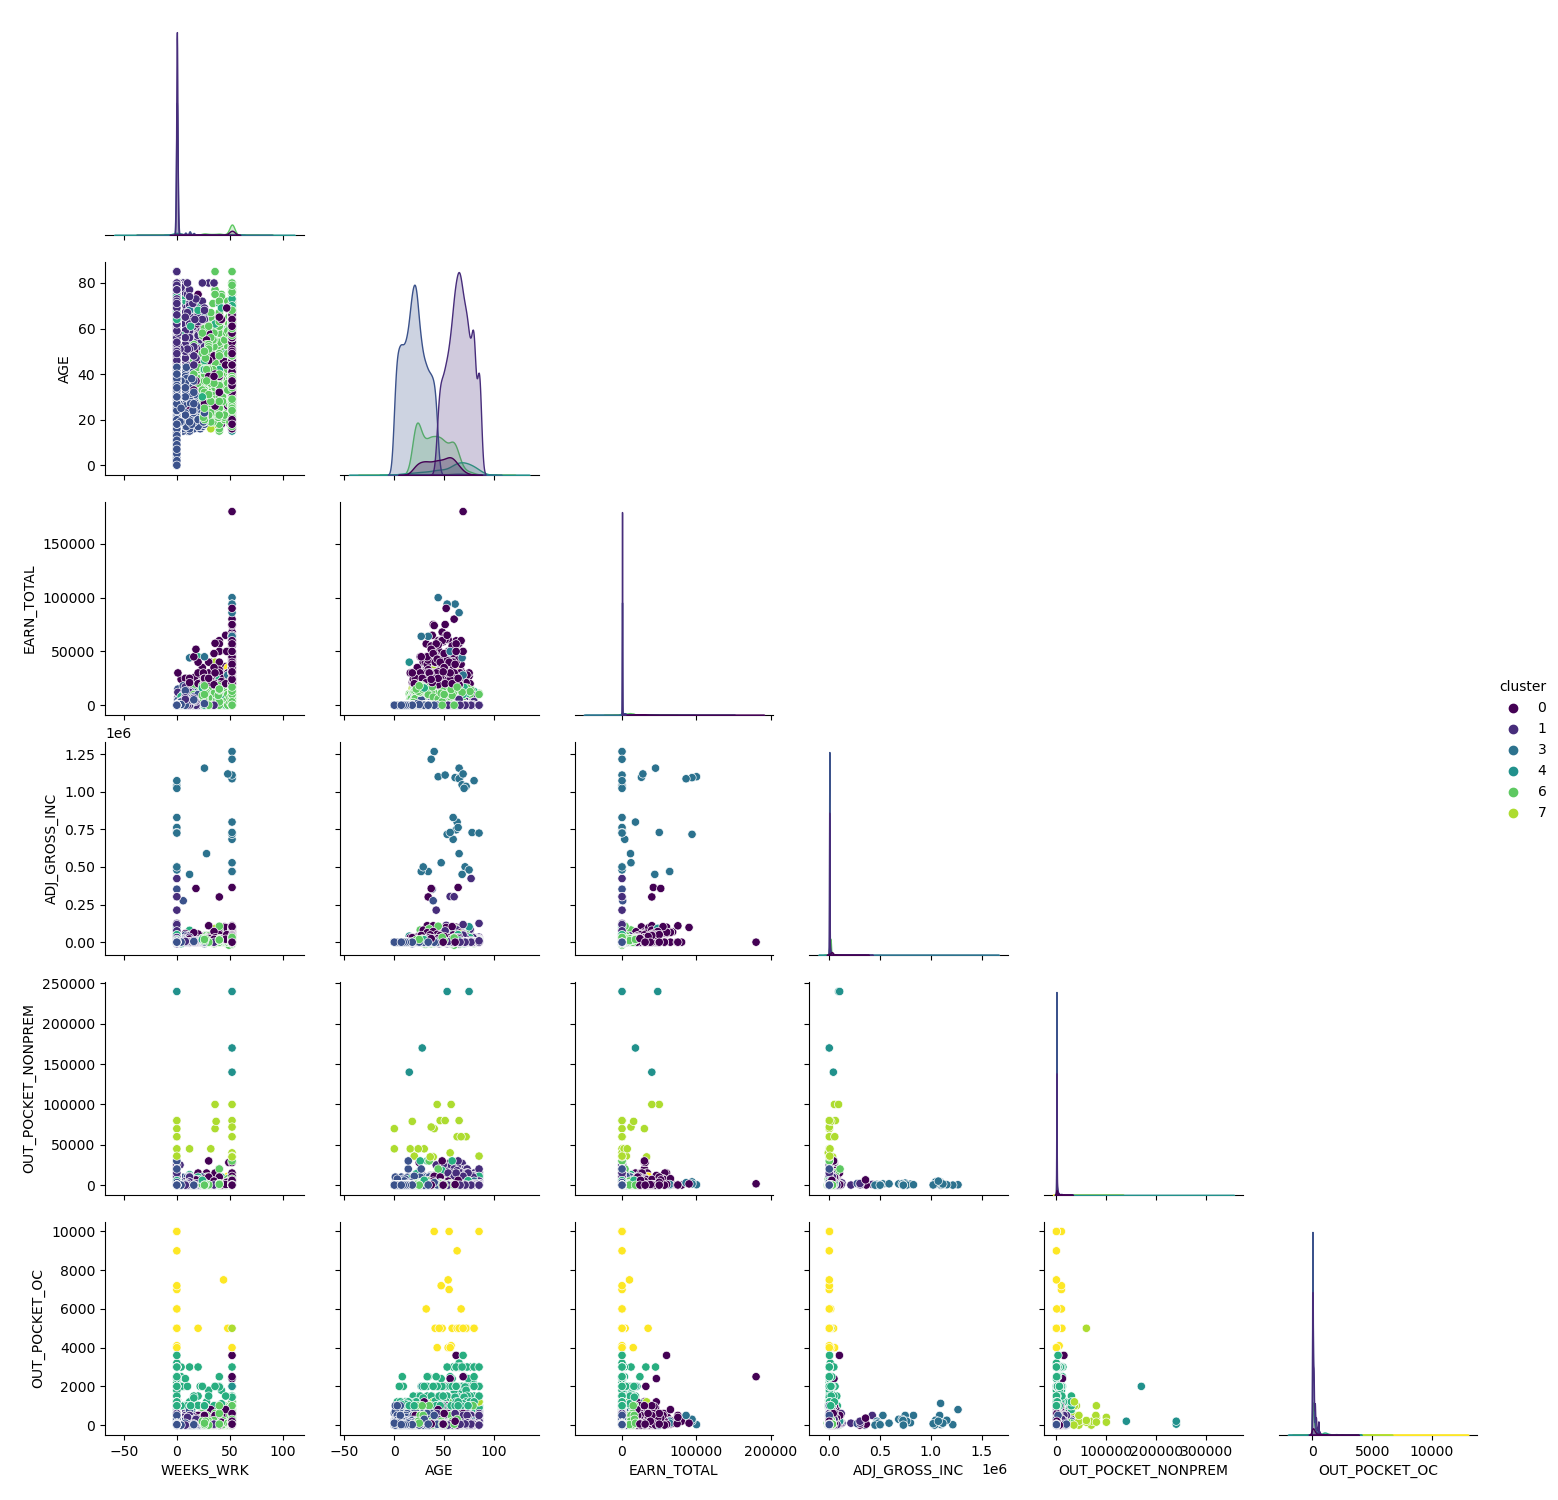 AGE
80
60
40
20
0
EARN_TOTAL
150000
100000
50000
0
1e6
ADJ_GROSS_INC
1.25
1.00
0.75
0.50
0.25
0.00
OUT_POCKET_NONPREM
250000
200000
150000
100000
50000
0
OUT_POCKET_OC
10000
8000
6000
4000
2000
0
−50 0 50 100
WEEKS_WRK
−50 0 50 100
AGE
0 100000 200000
EARN_TOTAL
0.0 0.5 1.0 1.5
1e6
ADJ_GROSS_INC
0 100000 200000 300000
OUT_POCKET_NONPREM
0 5000 10000
OUT_POCKET_OC
cluster
0
1
3
4
6
7